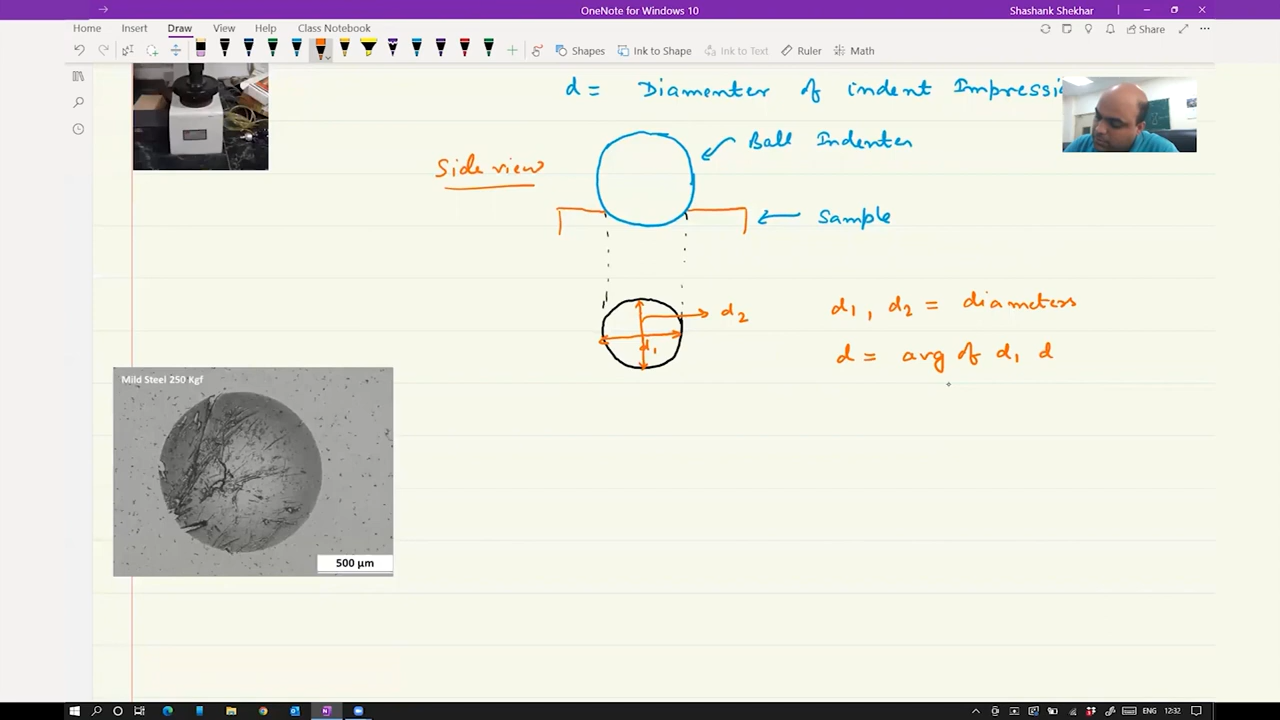 OneNote for Windows 10
Shashank Shekhar
Home Insert Draw View Help Class Notebook
Share
Shapes Ink to Shape Ink to Text Ruler Math
d = Diamenter of indent Impressi
Side view
Ball Indenter
Sample
d2
d1
d1, d2 = diameters
d = avg of d1 d
Mild Steel 250 Kgf
500 µm
ENG 12:32